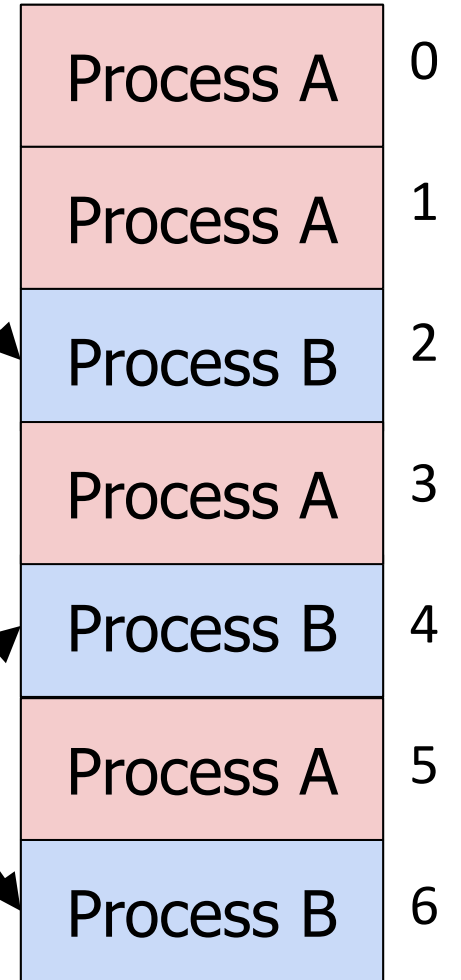 Process A 0
Process A 1
Process B 2
Process A 3
Process B 4
Process A 5
Process B 6